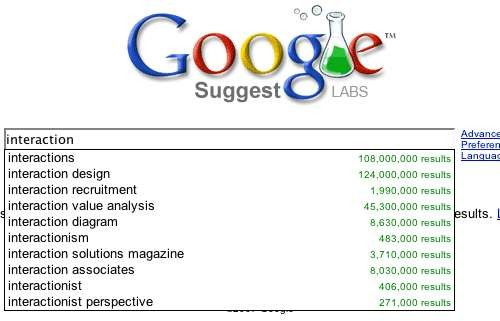 Google™
Suggest LABS
interaction
Advance
Preferen
Languag
interactions 108,000,000 results
interaction design 124,000,000 results
interaction recruitment 1,990,000 results
interaction value analysis 45,300,000 results
interaction diagram 8,630,000 results
esults. L
interactionism 483,000 results
interaction solutions magazine 3,710,000 results
interaction associates 8,030,000 results
interactionist 406,000 results
interactionist perspective 271,000 results